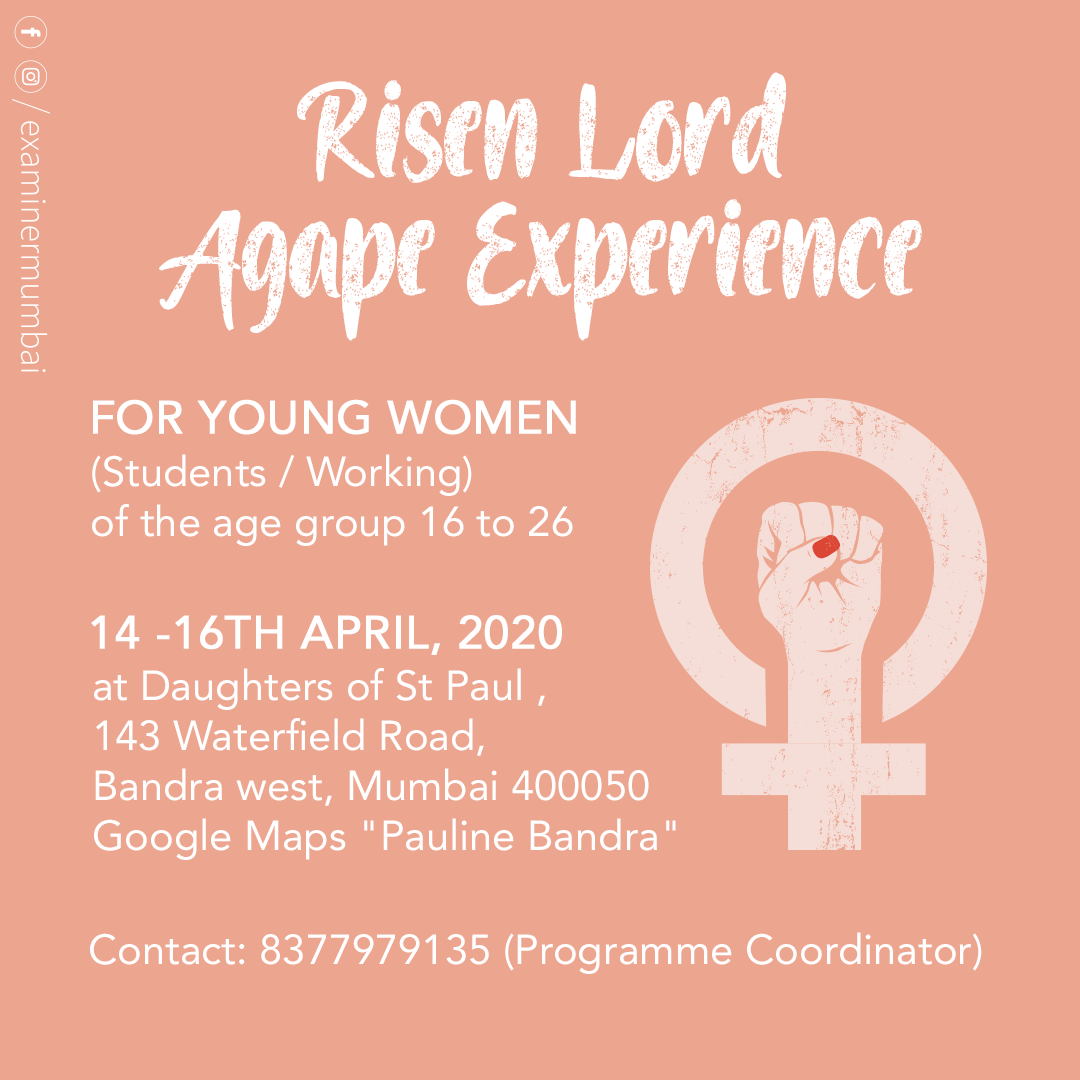 /examinermumbai
Risen Lord
Agape Experience
FOR YOUNG WOMEN
(Students / Working)
of the age group 16 to 26
14 -16TH APRIL, 2020
at Daughters of St Paul ,
143 Waterfield Road,
Bandra west, Mumbai 400050
Google Maps "Pauline Bandra"
Contact: 8377979135 (Programme Coordinator)